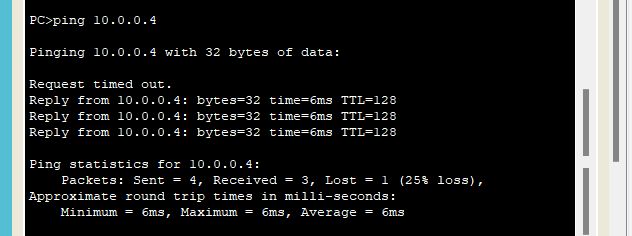 PC>ping 10.0.0.4
Pinging 10.0.0.4 with 32 bytes of data:
Request timed out.
Reply from 10.0.0.4: bytes=32 time=6ms TTL=128
Reply from 10.0.0.4: bytes=32 time=6ms TTL=128
Reply from 10.0.0.4: bytes=32 time=6ms TTL=128
Ping statistics for 10.0.0.4:
Packets: Sent = 4, Received = 3, Lost = 1 (25% loss),
Approximate round trip times in milli-seconds:
Minimum = 6ms, Maximum = 6ms, Average = 6ms